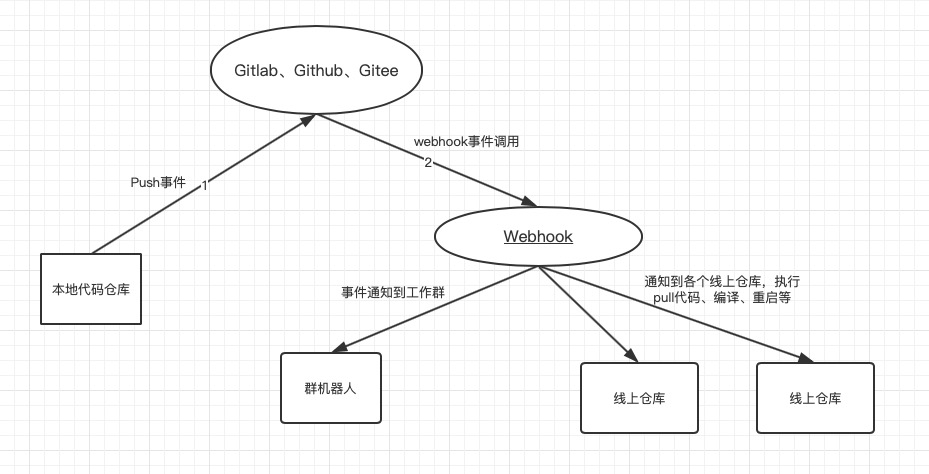 Gitlab、Github、Gitee
webhook事件调用
2
Push事件
1
Webhook
本地代码仓库
事件通知到工作群
通知到各个线上仓库，执行
pull代码、编译、重启等
群机器人
线上仓库
线上仓库